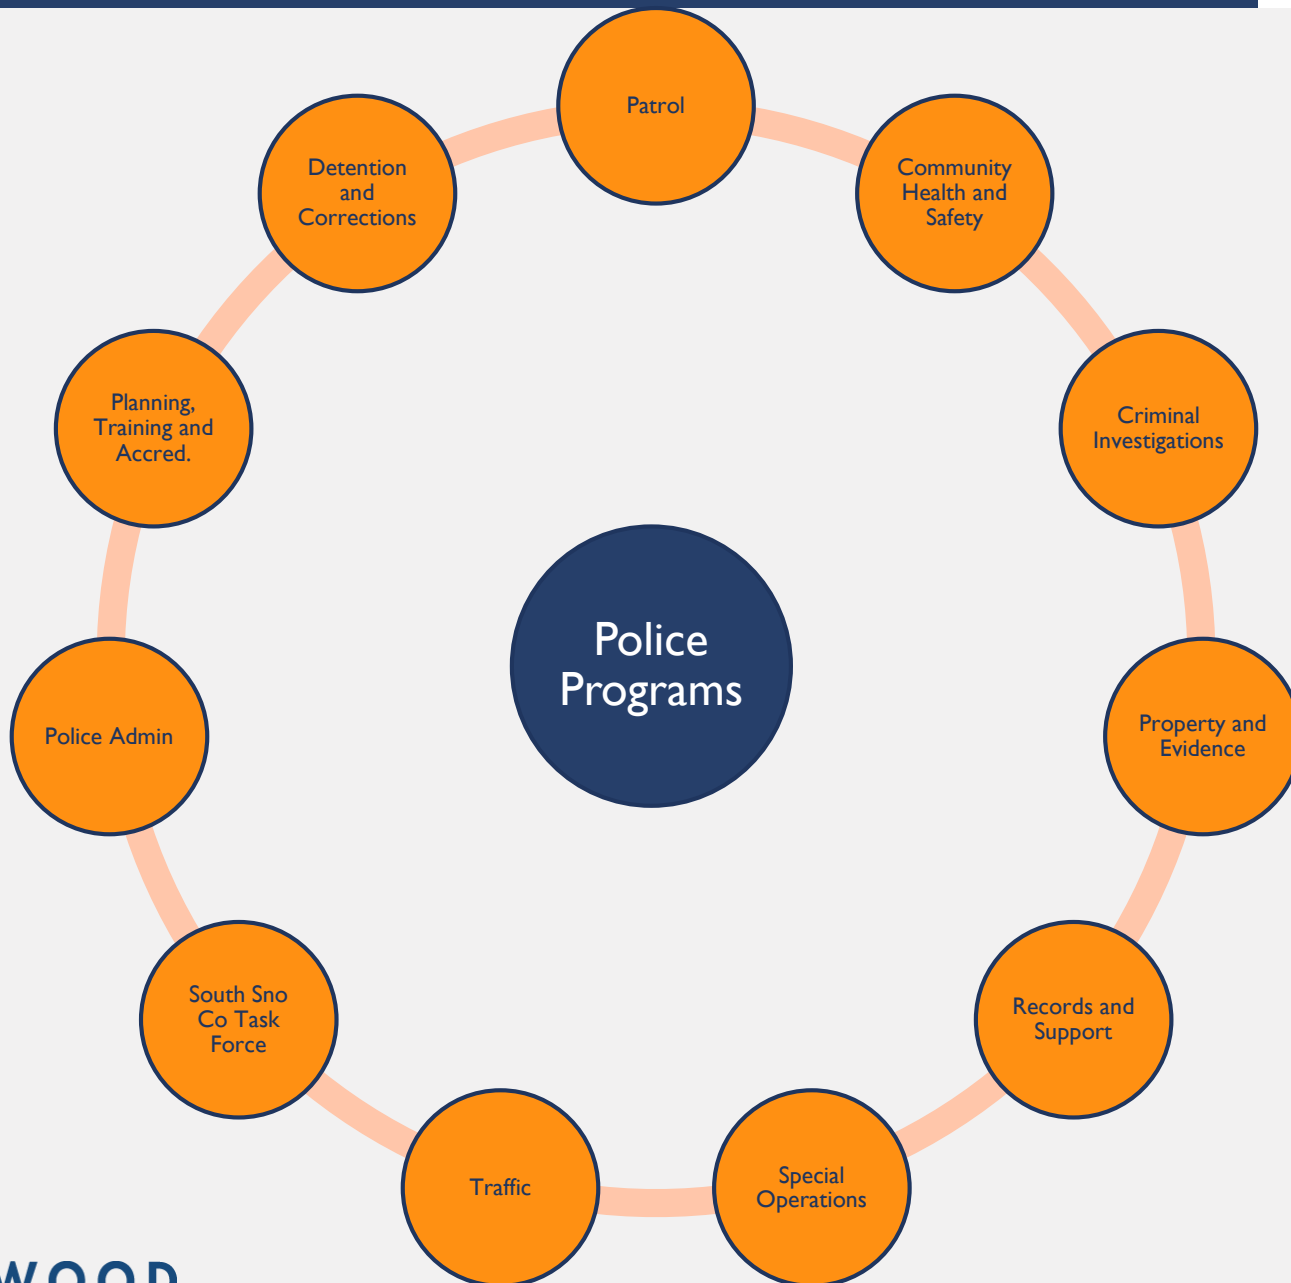 Patrol
Community
Health and
Safety
Criminal
Investigations
Property and
Evidence
Records and
Support
Special
Operations
Traffic
South Sno
Co Task
Force
Police Admin
Planning,
Training and
Accred.
Detention
and
Corrections
Police
Programs